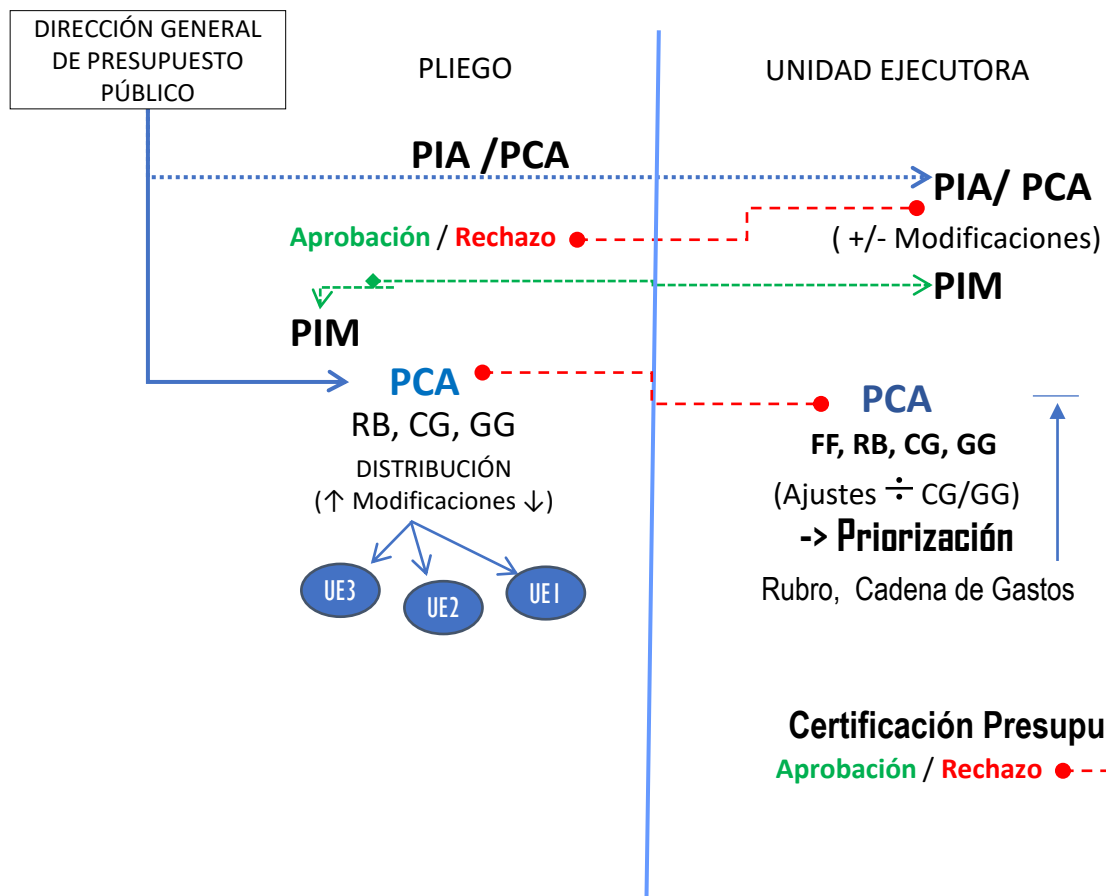 DIRECCIÓN GENERAL
DE PRESUPUESTO
PÚBLICO
PLIEGO
UNIDAD EJECUTORA
PIA /PCA
PIA/ PCA
Aprobación / Rechazo
( +/- Modificaciones)
PIM
PIM
PCA
RB, CG, GG
DISTRIBUCIÓN
(↑ Modificaciones ↓)
UE3
UE2
UE1
PCA
FF, RB, CG, GG
(Ajustes ÷ CG/GG)
-> Priorización
Rubro, Cadena de Gastos
Certificación Presupu
Aprobación / Rechazo